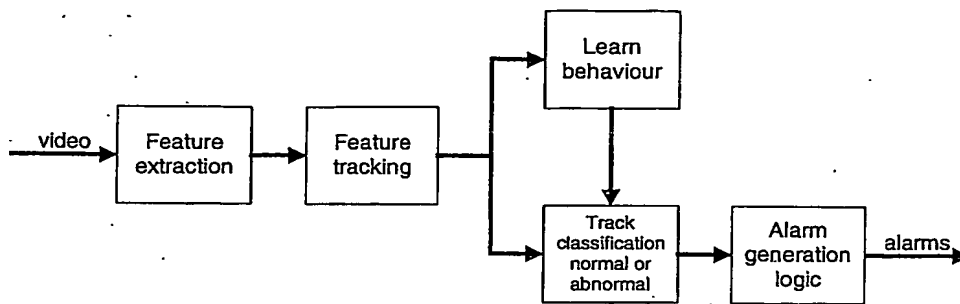 video
Feature
extraction
Feature
tracking
Learn
behaviour
Track
classification
normal or
abnormal
Alarm
generation
logic
alarms